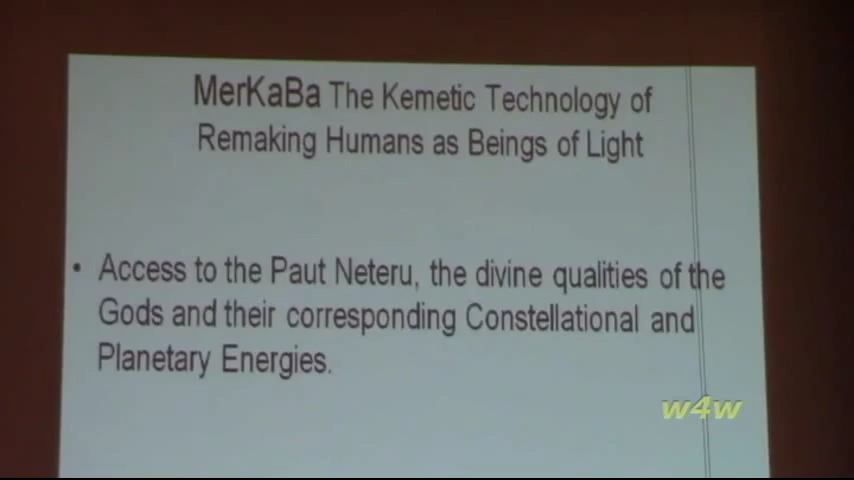 MerKaBa The Kemetic Technology of
Remaking Humans as Beings of Light
• Access to the Paut Neteru, the divine qualities of the
Gods and their corresponding Constellational and
Planetary Energies.
w4w